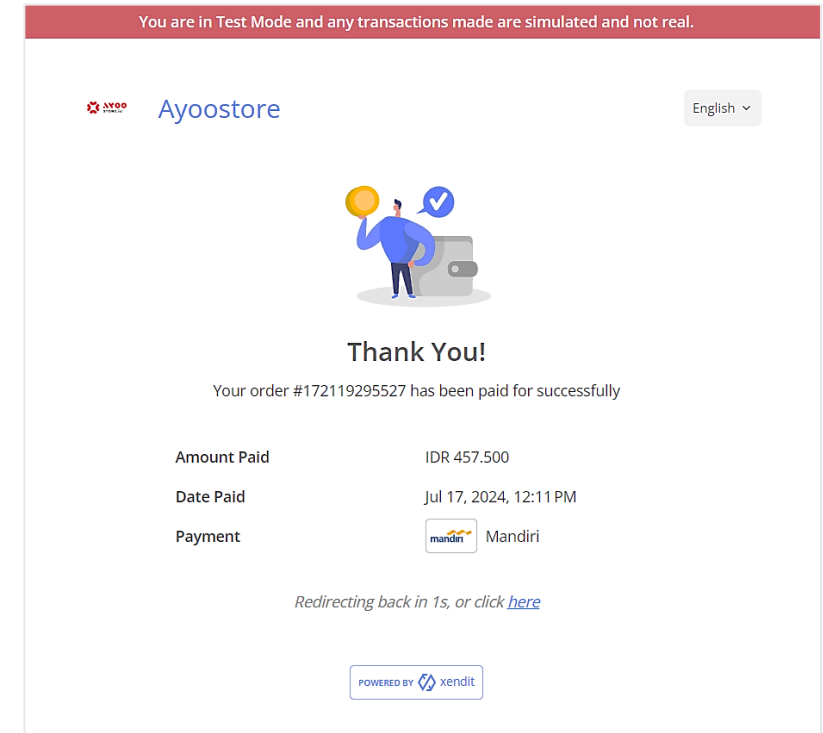 You are in Test Mode and any transactions made are simulated and not real.
AYOO
Ayoostore
English
Thank You!
Your order #172119295527 has been paid for successfully
Amount Paid IDR 457.500
Date Paid Jul 17, 2024, 12:11 PM
Payment mandiri Mandiri
Redirecting back in 1s, or click here
POWERED BY xendit